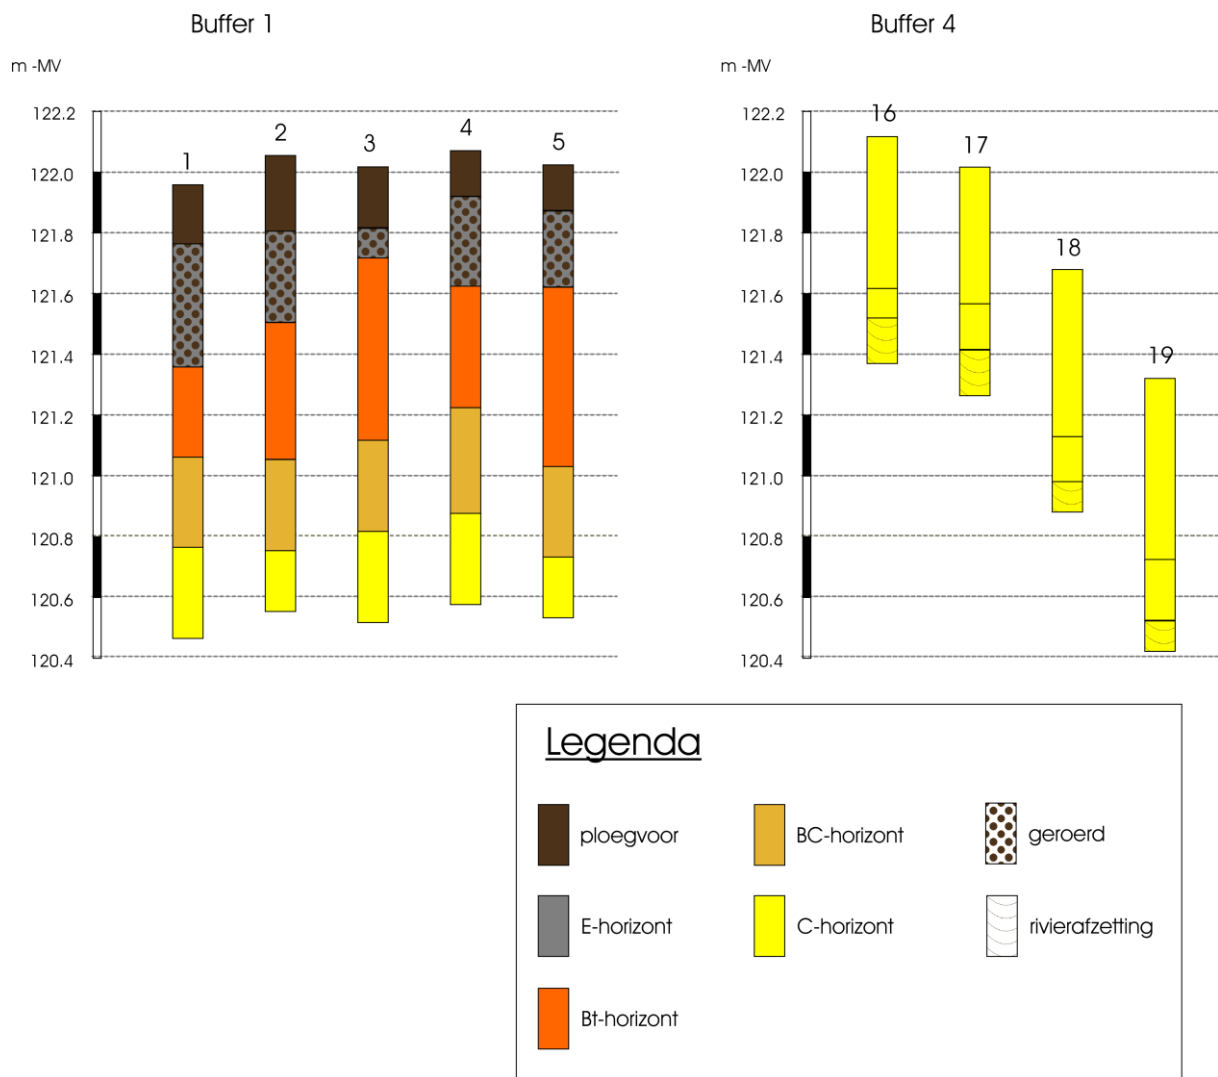 Buffer 1
Buffer 4
m -MV
m -MV
122.2
122.0
121.8
121.6
121.4
121.2
121.0
120.8
120.6
120.4
1
2
3
4
5
122.2
122.0
121.8
121.6
121.4
121.2
121.0
120.8
120.6
120.4
16
17
18
19
Legenda
ploegvoor
BC-horizont
geroerd
E-horizont
C-horizont
rivierafzetting
Bt-horizont